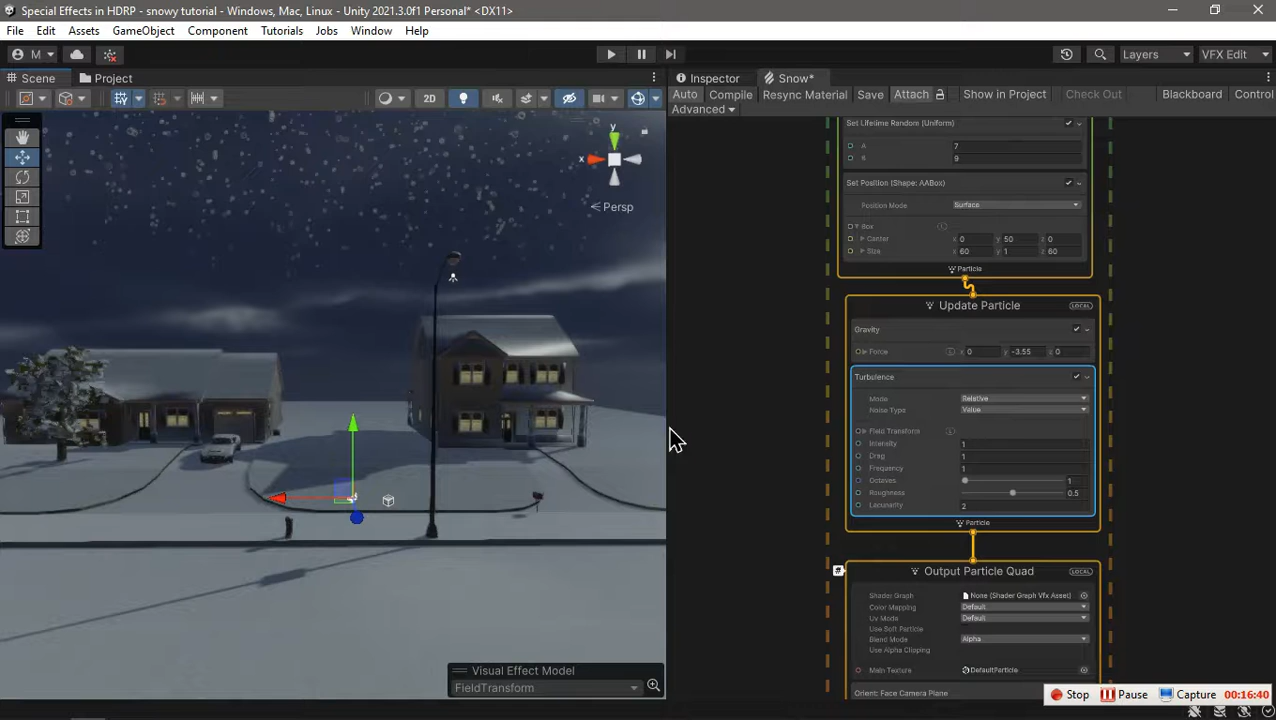 Special Effects in HDRP - snowy tutorial - Windows, Mac, Linux - Unity 2021.3.0f1 Personal* <DX11>
File Edit Assets GameObject Component Tutorials Jobs Window Help
M Layers VFX Edit
Scene Project Inspector Snow*
2D Auto Compile Resync Material Save Attach Show in Project Check Out Blackboard Control
Advanced
y
x
Persp
Set Lifetime Random (Uniform)
A 7
B 9
Set Position (Shape: AABox)
Position Mode Surface
Box L
Center x 0 y 50 z 0
Size x 60 y 1 z 60
Particle
Update Particle LOCAL
Gravity
Force L x 0 y -3.55 z 0
Turbulence
Mode Relative
Noise Type Value
Field Transform L
Intensity 1
Drag 1
Frequency 1
Octaves 1
Roughness 0.5
Lacunarity 2
Particle
Output Particle Quad LOCAL
Shader Graph None (Shader Graph Vfx Asset)
Color Mapping Default
Uv Mode Default
Use Soft Particle
Blend Mode Alpha
Use Alpha Clipping
Main Texture DefaultParticle
Orient: Face Camera Plane
Visual Effect Model
FieldTransform
Stop Pause Capture 00:16:40